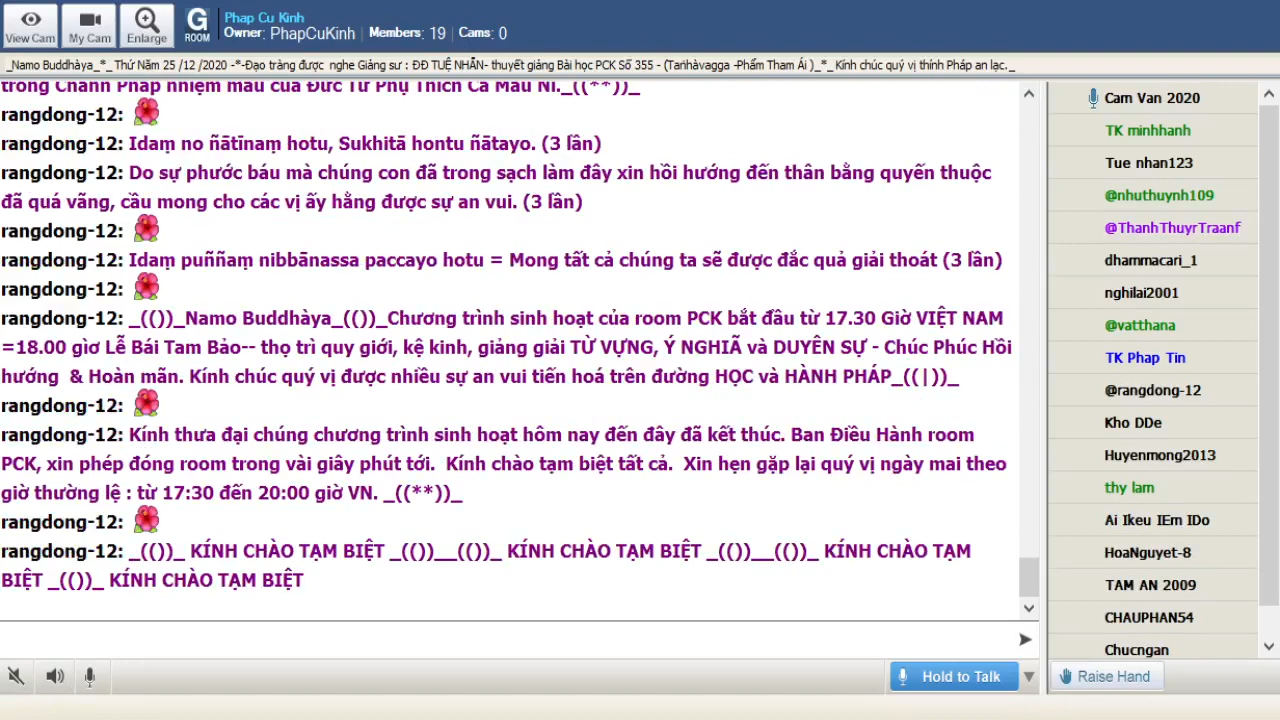 View Cam
My Cam
Enlarge
G
ROOM
Phap Cu Kinh
Owner: PhapCuKinh | Members: 19 | Cams: 0
_Namo Buddhàya_*_ Thứ Năm 25 /12 /2020 -*-Đạo tràng được nghe Giảng sư : ĐĐ TUỆ NHẪN- thuyết giảng Bài học PCK Số 355 - (Taṇhàvagga -Phẩm Tham Ái )_*_ Kính chúc quý vị thính Pháp an lạc._
trong Chánh Pháp nhiệm mầu của Đức Từ Phụ Thích Ca Mâu Ni._((**))_
rangdong-12:
rangdong-12: Idaṃ no ñātīnaṃ hotu, Sukhitā hontu ñātayo. (3 lần)
rangdong-12: Do sự phước báu mà chúng con đã trong sạch làm đây xin hồi hướng đến thân bằng quyến thuộc
đã quá vãng, cầu mong cho các vị ấy hằng được sự an vui. (3 lần)
rangdong-12:
rangdong-12: Idaṃ puññaṃ nibbānassa paccayo hotu = Mong tất cả chúng ta sẽ được đắc quả giải thoát (3 lần)
rangdong-12:
rangdong-12: _(())_Namo Buddhàya_(())_Chương trình sinh hoạt của room PCK bắt đầu từ 17.30 Giờ VIỆT NAM
=18.00 giờ Lễ Bái Tam Bảo-- thọ trì quy giới, kệ kinh, giảng giải TỪ VỰNG, Ý NGHIÃ và DUYÊN SỰ - Chúc Phúc Hồi
hướng & Hoàn mãn. Kính chúc quý vị được nhiều sự an vui tiến hoá trên đường HỌC và HÀNH PHÁP_((|))_
rangdong-12:
rangdong-12: Kính thưa đại chúng chương trình sinh hoạt hôm nay đến đây đã kết thúc. Ban Điều Hành room
PCK, xin phép đóng room trong vài giây phút tới. Kính chào tạm biệt tất cả. Xin hẹn gặp lại quý vị ngày mai theo
giờ thường lệ : từ 17:30 đến 20:00 giờ VN. _((**))_
rangdong-12:
rangdong-12: _(())_ KÍNH CHÀO TẠM BIỆT _(())__(())_ KÍNH CHÀO TẠM BIỆT _(())__(())_ KÍNH CHÀO TẠM
BIỆT _(())_ KÍNH CHÀO TẠM BIỆT
Hold to Talk
Cam Van 2020
TK minhhanh
Tue nhan123
@nhuthuynh109
@ThanhThuyrTraanf
dhammacari_1
nghilai2001
@vatthana
TK Phap Tin
@rangdong-12
Kho DDe
Huyenmong2013
thy lam
Ai Ikeu IEm IDo
HoaNguyet-8
TAM AN 2009
CHAUPHAN54
Chucngan
Raise Hand